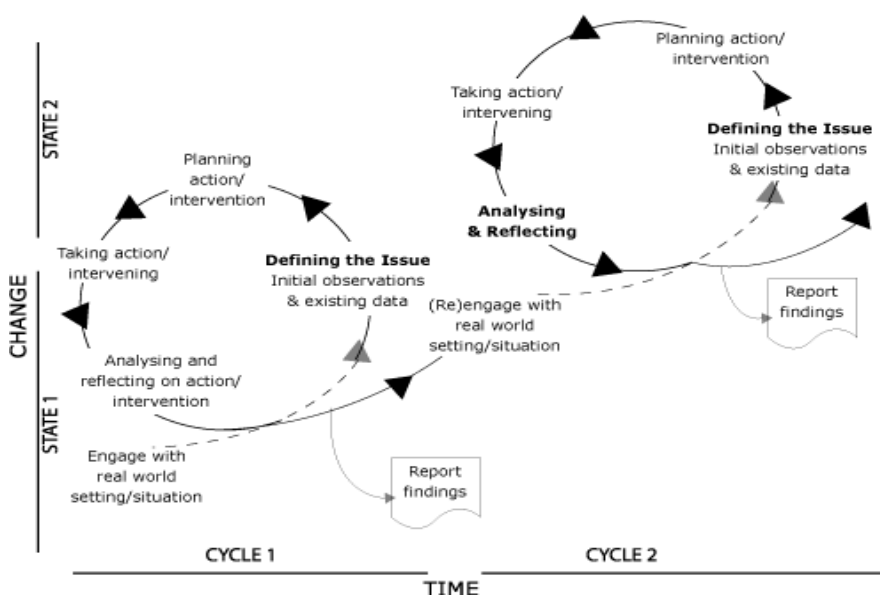 STATE 2
STATE 1
CHANGE
Planning
action/
intervention
Taking action/
intervening
Defining the Issue
Initial observations
& existing data
Analysing and
reflecting on action/
intervention
Engage with
real world
setting/situation
Report
findings
CYCLE 1
Planning action/
intervention
Taking action/
intervening
Defining the Issue
Initial observations
& existing data
Analysing
& Reflecting
(Re)engage with
real world
setting/situation
Report
findings
CYCLE 2
TIME